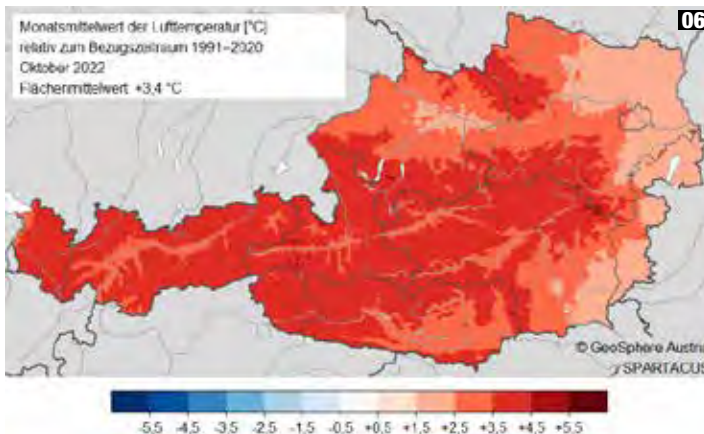 Monatsmittelwert der Lufttemperatur [°C]
relativ zum Bezugszeitraum 1991–2020
Oktober 2022
Flächenmittelwert: +3,4 °C
06
© GeoSphere Austria
SPARTACUS
-5,5 -4,5 -3,5 -2,5 -1,5 -0,5 +0,5 +1,5 +2,5 +3,5 +4,5 +5,5